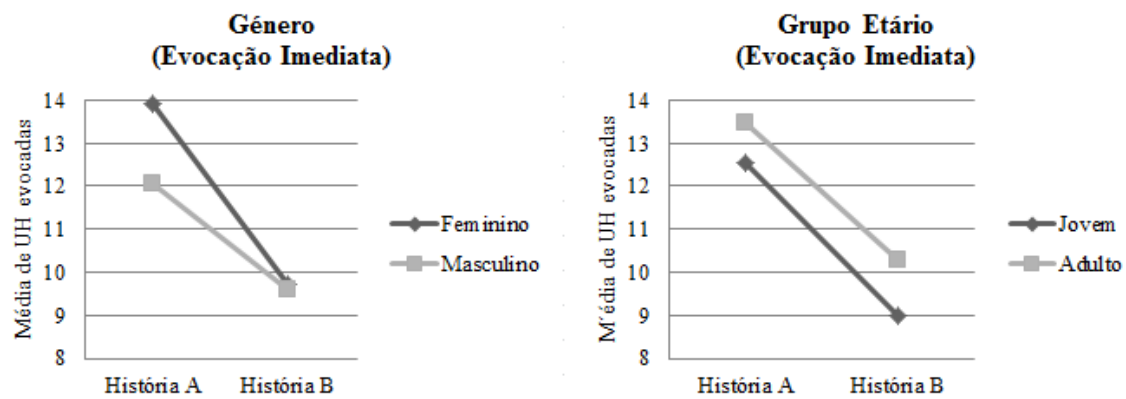 Género
(Evocação Imediata)
Média de UH evocadas
14
13
12
11
10
9
8
História A
História B
Feminino
Masculino
Grupo Etário
(Evocação Imediata)
M´édia de UH evocadas
14
13
12
11
10
9
8
História A
História B
Jovem
Adulto